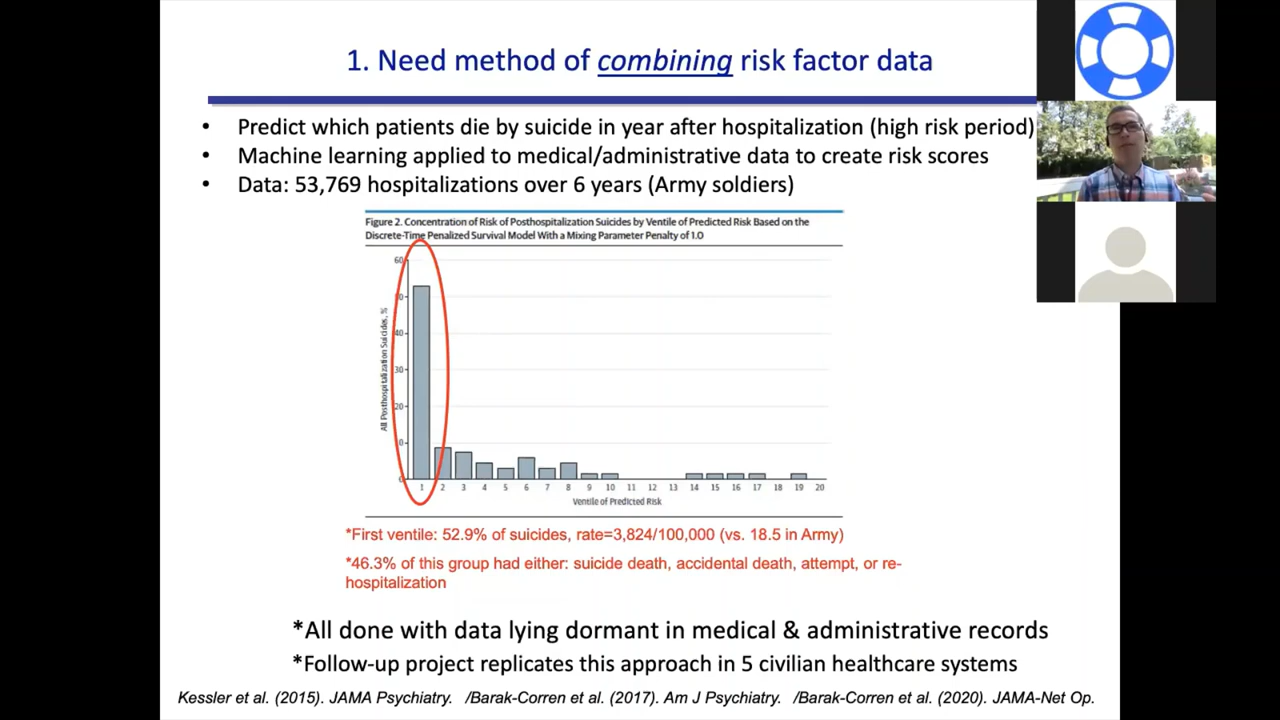 1. Need method of combining risk factor data
• Predict which patients die by suicide in year after hospitalization (high risk period)
• Machine learning applied to medical/administrative data to create risk scores
• Data: 53,769 hospitalizations over 6 years (Army soldiers)
Figure 2. Concentration of Risk of Posthospitalization Suicides by Ventile of Predicted Risk Based on the
Discrete-Time Penalized Survival Model With a Mixing Parameter Penalty of 1.0
All Posthospitalization Suicides, %
60
50
40
30
20
10
0
1 2 3 4 5 6 7 8 9 10 11 12 13 14 15 16 17 18 19 20
Ventile of Predicted Risk
*First ventile: 52.9% of suicides, rate=3,824/100,000 (vs. 18.5 in Army)
*46.3% of this group had either: suicide death, accidental death, attempt, or re-
hospitalization
*All done with data lying dormant in medical & administrative records
*Follow-up project replicates this approach in 5 civilian healthcare systems
Kessler et al. (2015). JAMA Psychiatry. /Barak-Corren et al. (2017). Am J Psychiatry. /Barak-Corren et al. (2020). JAMA-Net Op.